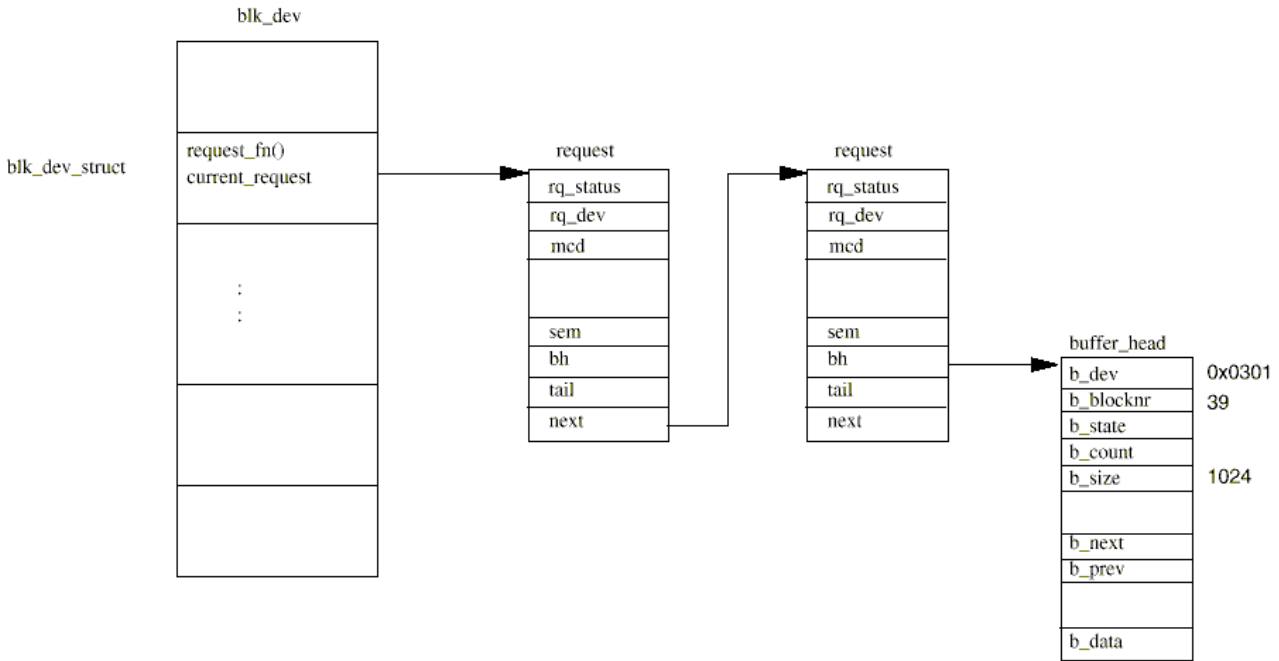 blk_dev
blk_dev_struct
request_fn()
current_request
:
:
request
rq_status
rq_dev
mcd
sem
bh
tail
next
request
rq_status
rq_dev
mcd
sem
bh
tail
next
buffer_head
b_dev 0x0301
b_blocknr 39
b_state
b_count
b_size 1024
b_next
b_prev
b_data